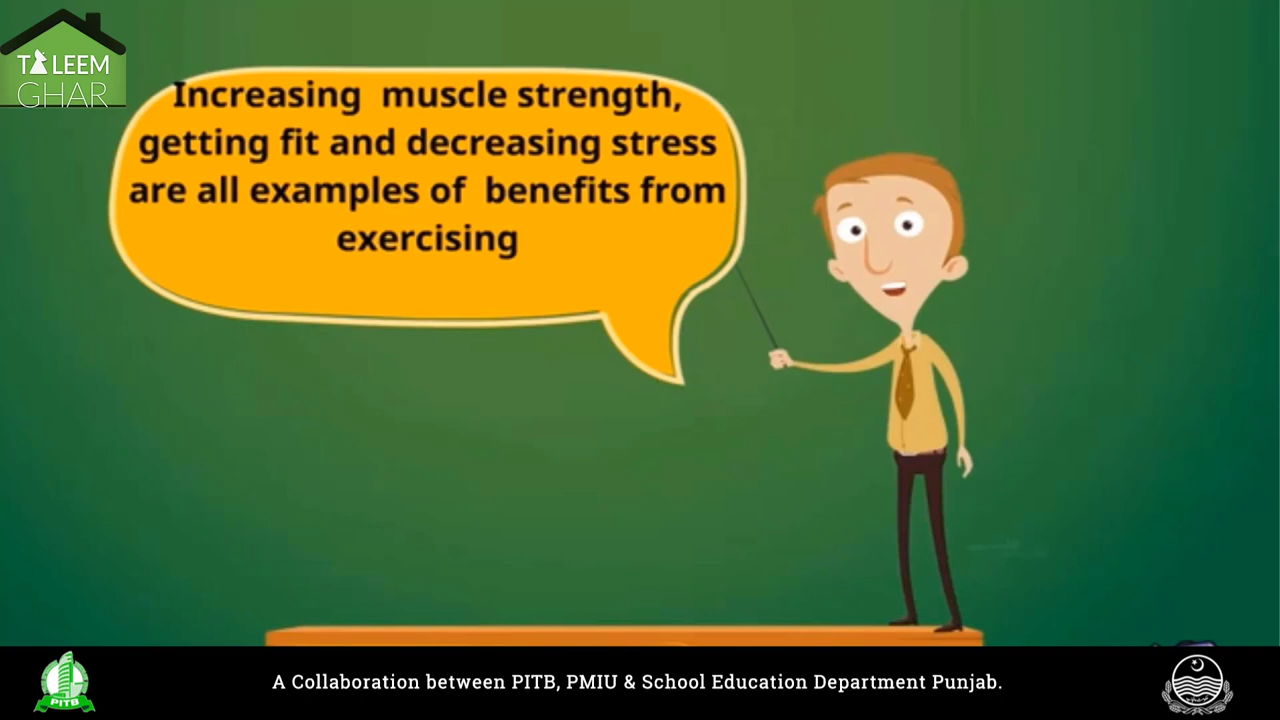 TALEEM
GHAR
Increasing muscle strength,
getting fit and decreasing stress
are all examples of benefits from
exercising
PITB
A Collaboration between PITB, PMIU & School Education Department Punjab.